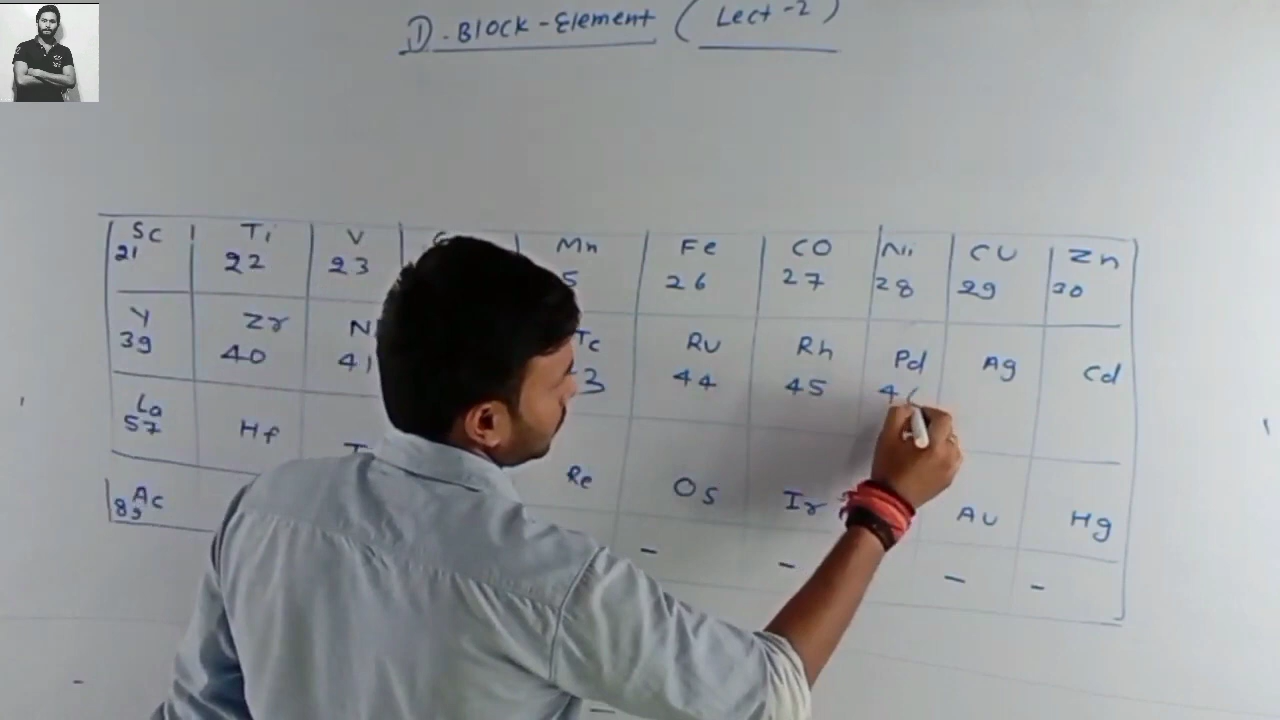 D-Block-Element (Lect-2)
Sc Ti V Mn Fe CO Ni CU Zn
21 22 23 5 26 27 28 29 30
Y Zr N Tc Ru Rh Pd Ag Cd
39 40 41 3 44 45 4
La Hf T Re Os Ir AU Hg
57
Ac
89
- - - -